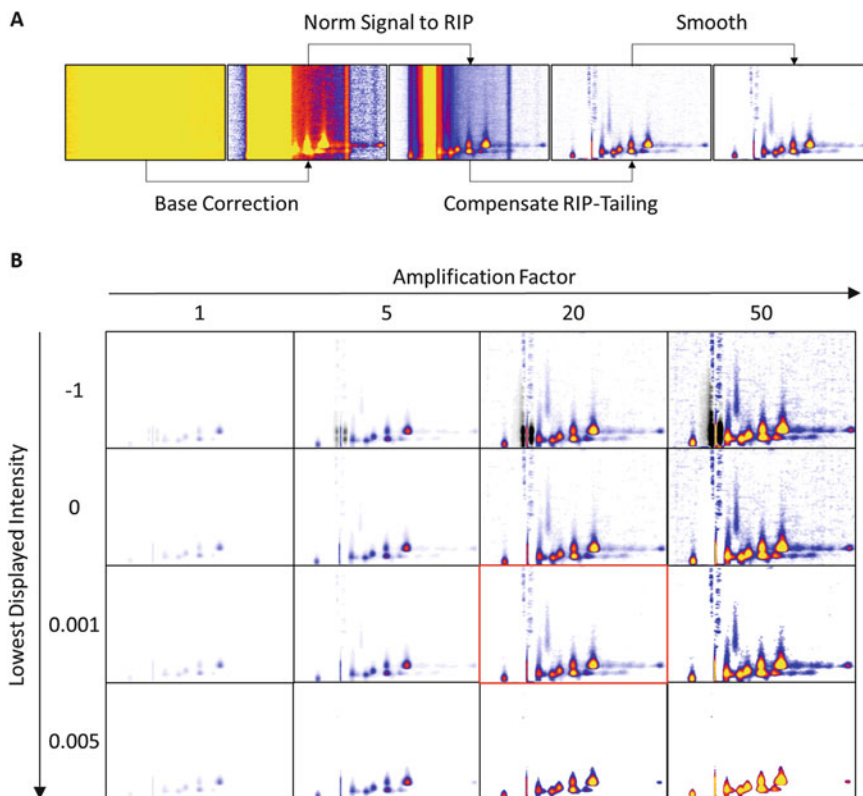 A
Norm Signal to RIP
Smooth
Base Correction
Compensate RIP-Tailing
B
Amplification Factor
1 5 20 50
Lowest Displayed Intensity
-1
0
0.001
0.005